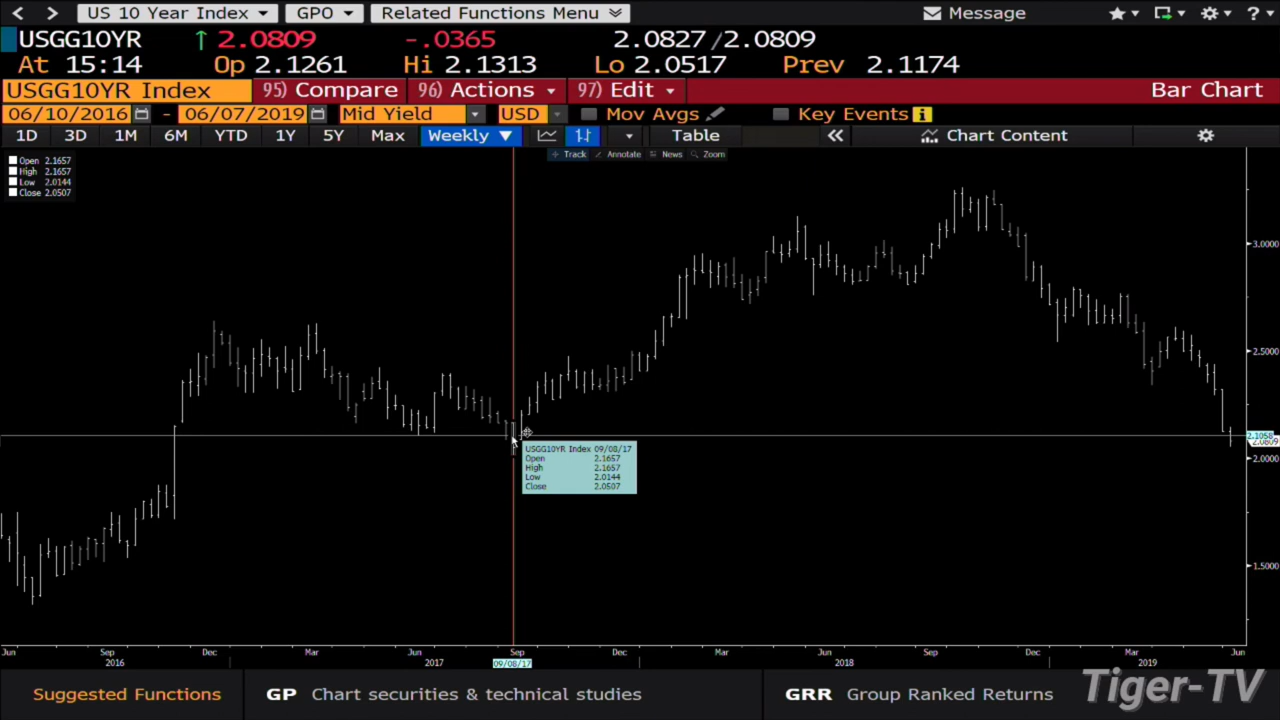 US 10 Year Index GPO Related Functions Menu Message ?
USGG10YR ↑ 2.0809 -.0365 2.0827/2.0809
At 15:14 Op 2.1261 Hi 2.1313 Lo 2.0517 Prev 2.1174
USGG10YR Index 95) Compare 96) Actions 97) Edit Bar Chart
06/10/2016 - 06/07/2019 Mid Yield USD Mov Avgs Key Events
1D 3D 1M 6M YTD 1Y 5Y Max Weekly Table Chart Content
Track Annotate News Zoom
Open 2.1657
High 2.1657
Low 2.0144
Close 2.0507
3.0000
2.5000
2.1058
2.0809
2.0000
1.5000
USGG10YR Index 09/08/17
Open 2.1657
High 2.1657
Low 2.0144
Close 2.0507
Jun Sep Dec Mar Jun Sep Dec Mar Jun Sep Dec Mar Jun
2016 2017 09/08/17 2018 2019
Suggested Functions GP Chart securities & technical studies GRR Group Ranked Returns
Tiger-TV